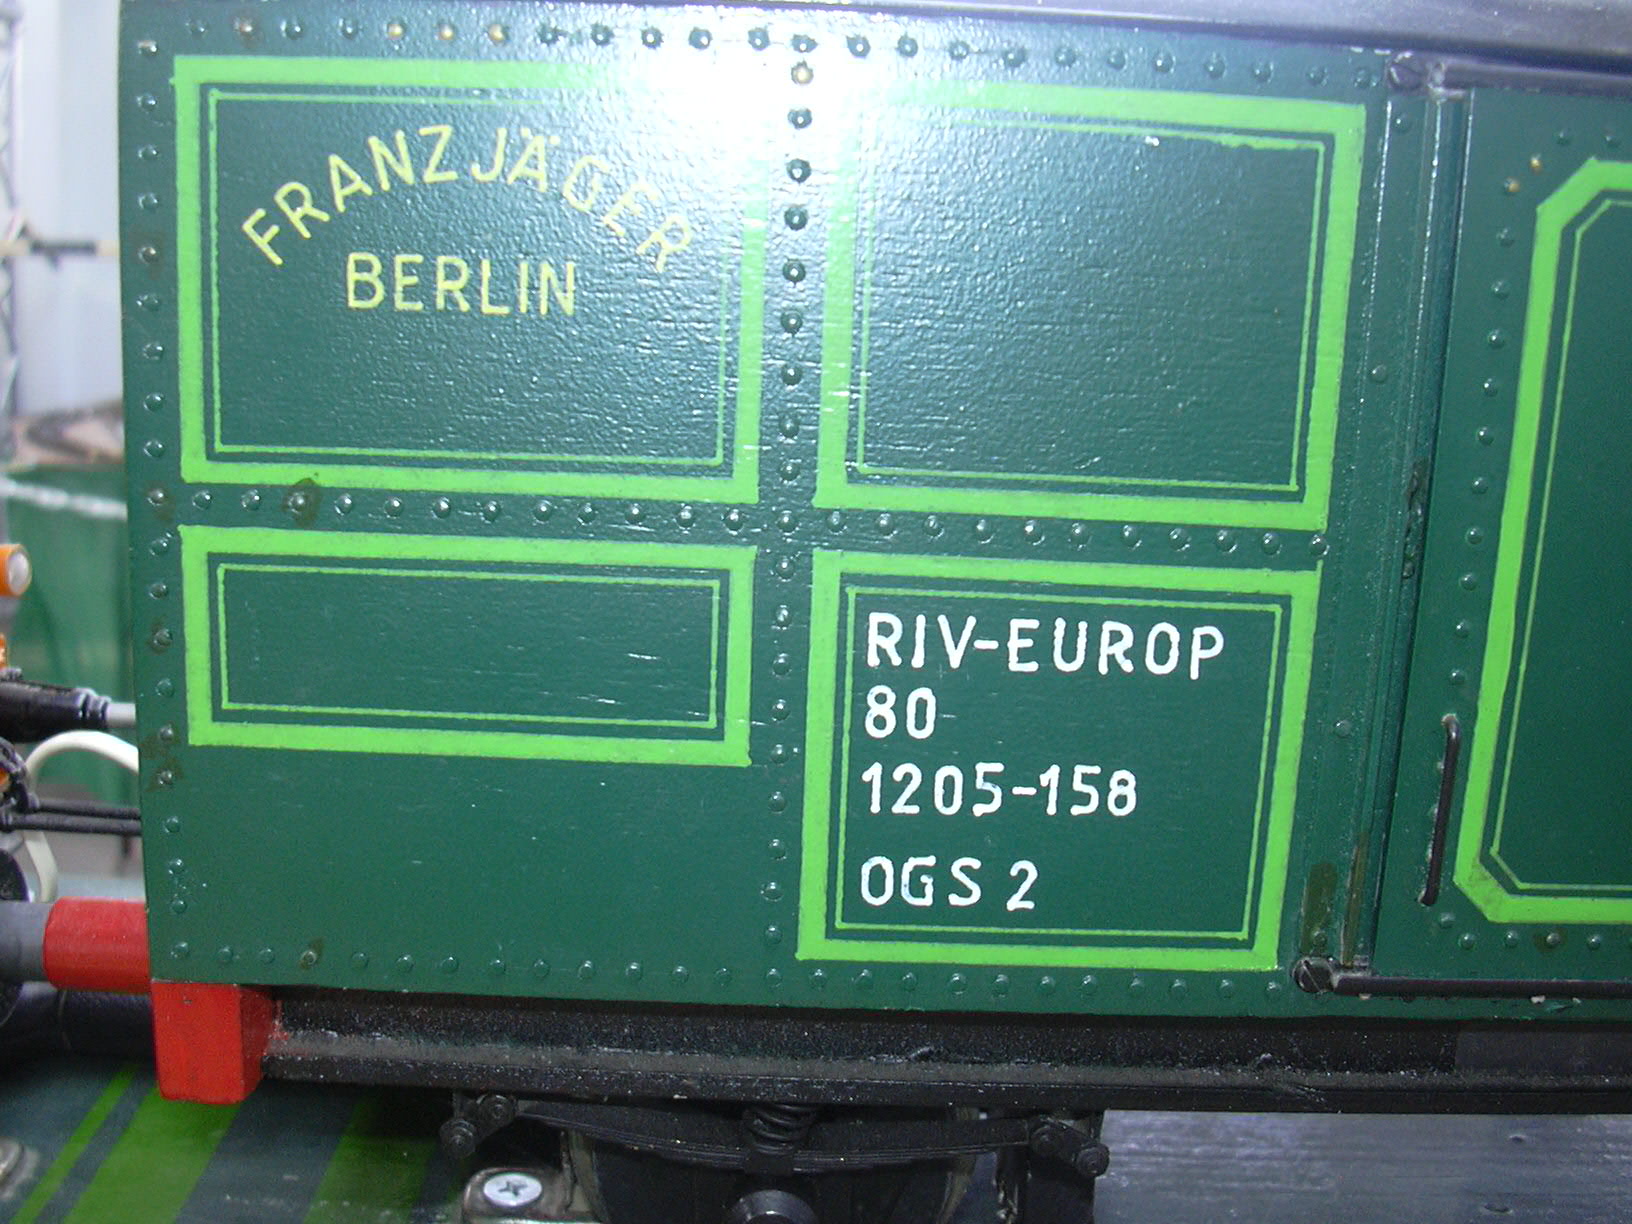 FRANZ JÄGER
BERLIN
RIV-EUROP
80
1205-158
OGS 2